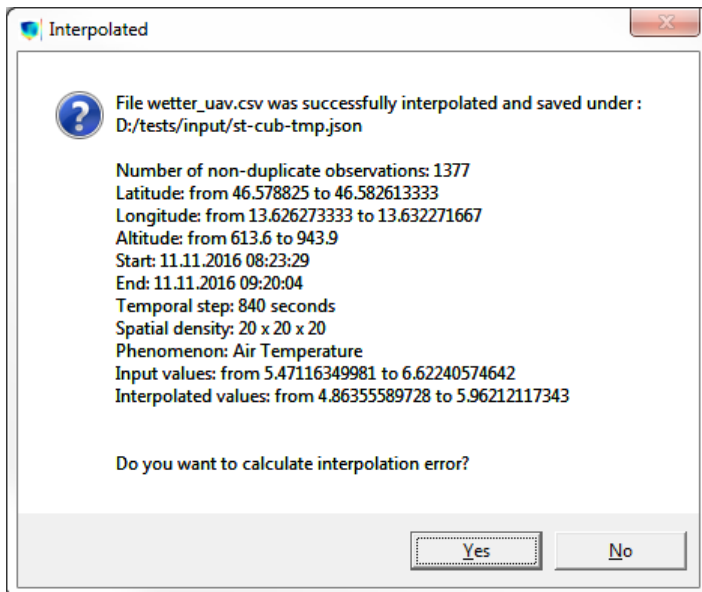 Interpolated
File wetter_uav.csv was successfully interpolated and saved under :
D:/tests/input/st-cub-tmp.json
Number of non-duplicate observations: 1377
Latitude: from 46.578825 to 46.582613333
Longitude: from 13.626273333 to 13.632271667
Altitude: from 613.6 to 943.9
Start: 11.11.2016 08:23:29
End: 11.11.2016 09:20:04
Temporal step: 840 seconds
Spatial density: 20 x 20 x 20
Phenomenon: Air Temperature
Input values: from 5.47116349981 to 6.62240574642
Interpolated values: from 4.86355589728 to 5.96212117343
Do you want to calculate interpolation error?
Yes No